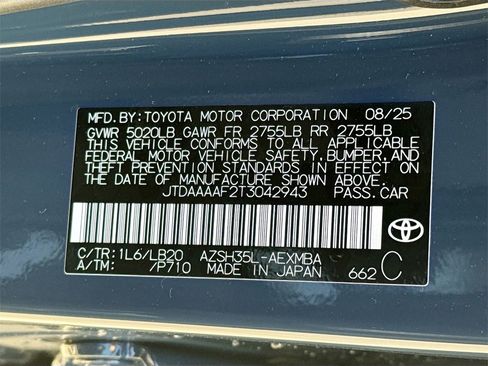 MFD.BY:TOYOTA MOTOR CORPORATION 08/25
GVWR 5020LB GAWR FR 2755LB RR 2755LB
THIS VEHICLE CONFORMS TO ALL APPLICABLE
FEDERAL MOTOR VEHICLE SAFETY, BUMPER, AND
THEFT PREVENTION STANDARDS IN EFFECT ON
THE DATE OF MANUFACTURE SHOWN ABOVE.
JTDAAAAF2T3042943 PASS.CAR
C/TR: 1L6/LB20 AZSH35L-AEXMBA
A/TM: /P710 MADE IN JAPAN 662 C
TOYOTA